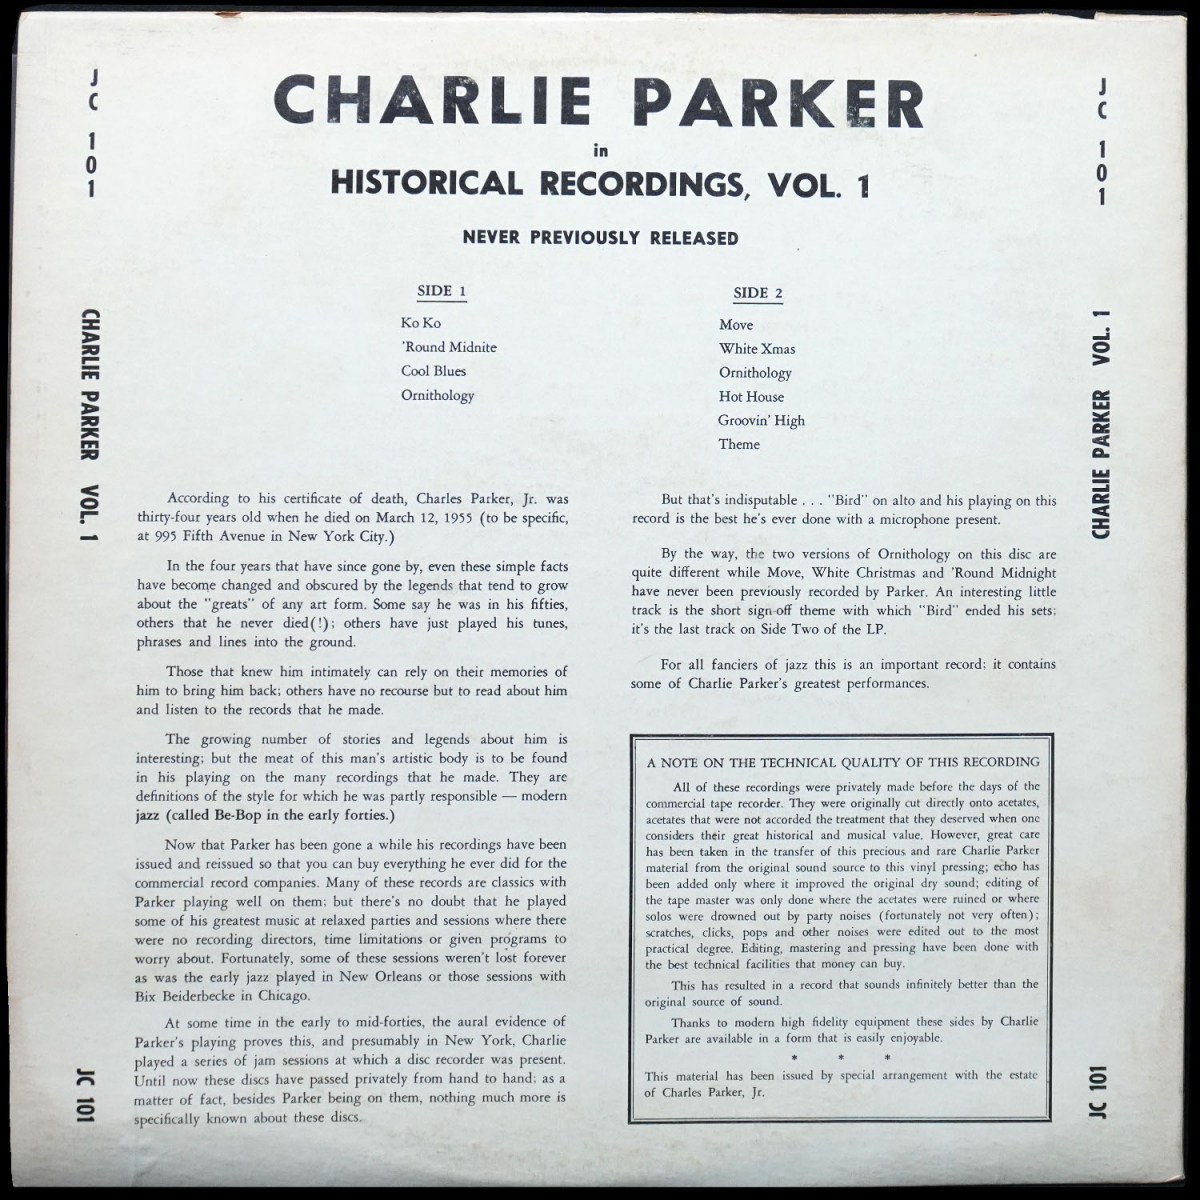 CHARLIE PARKER
in
HISTORICAL RECORDINGS, VOL. 1
NEVER PREVIOUSLY RELEASED
J
C
1
0
1
CHARLIE PARKER VOL. 1
JC 101
SIDE 1
Ko Ko
'Round Midnite
Cool Blues
Ornithology
SIDE 2
Move
White Xmas
Ornithology
Hot House
Groovin' High
Theme
According to his certificate of death, Charles Parker, Jr. was
thirty-four years old when he died on March 12, 1955 (to be specific,
at 995 Fifth Avenue in New York City.)
In the four years that have since gone by, even these simple facts
have become changed and obscured by the legends that tend to grow
about the "greats" of any art form. Some say he was in his fifties,
others that he never died(!); others have just played his tunes,
phrases and lines into the ground.
Those that knew him intimately can rely on their memories of
him to bring him back; others have no recourse but to read about him
and listen to the records that he made.
The growing number of stories and legends about him is
interesting; but the meat of this man's artistic body is to be found
in his playing on the many recordings that he made. They are
definitions of the style for which he was partly responsible — modern
jazz (called Be-Bop in the early forties.)
Now that Parker has been gone a while his recordings have been
issued and reissued so that you can buy everything he ever did for the
commercial record companies. Many of these records are classics with
Parker playing well on them; but there's no doubt that he played
some of his greatest music at relaxed parties and sessions where there
were no recording directors, time limitations or given programs to
worry about. Fortunately, some of these sessions weren't lost forever
as was the early jazz played in New Orleans or those sessions with
Bix Beiderbecke in Chicago.
At some time in the early to mid-forties, the aural evidence of
Parker's playing proves this, and presumably in New York, Charlie
played a series of jam sessions at which a disc recorder was present.
Until now these discs have passed privately from hand to hand; as a
matter of fact, besides Parker being on them, nothing much more is
specifically known about these discs.
But that's indisputable . . . "Bird" on alto and his playing on this
record is the best he's ever done with a microphone present.
By the way, the two versions of Ornithology on this disc are
quite different while Move, White Christmas and 'Round Midnight
have never been previously recorded by Parker. An interesting little
track is the short sign-off theme with which "Bird" ended his sets;
it's the last track on Side Two of the LP.
For all fanciers of jazz this is an important record; it contains
some of Charlie Parker's greatest performances.
A NOTE ON THE TECHNICAL QUALITY OF THIS RECORDING
All of these recordings were privately made before the days of the
commercial tape recorder. They were originally cut directly onto acetates,
acetates that were not accorded the treatment that they deserved when one
considers their great historical and musical value. However, great care
has been taken in the transfer of this precious and rare Charlie Parker
material from the original sound source to this vinyl pressing; echo has
been added only where it improved the original dry sound; editing of
the tape master was only done where the acetates were ruined or where
solos were drowned out by party noises (fortunately not very often);
scratches, clicks, pops and other noises were edited out to the most
practical degree. Editing, mastering and pressing have been done with
the best technical facilities that money can buy.
This has resulted in a record that sounds infinitely better than the
original source of sound.
Thanks to modern high fidelity equipment these sides by Charlie
Parker are available in a form that is easily enjoyable.
* * *
This material has been issued by special arrangement with the estate
of Charles Parker, Jr.
J
C
1
0
1
CHARLIE PARKER VOL. 1
JC 101